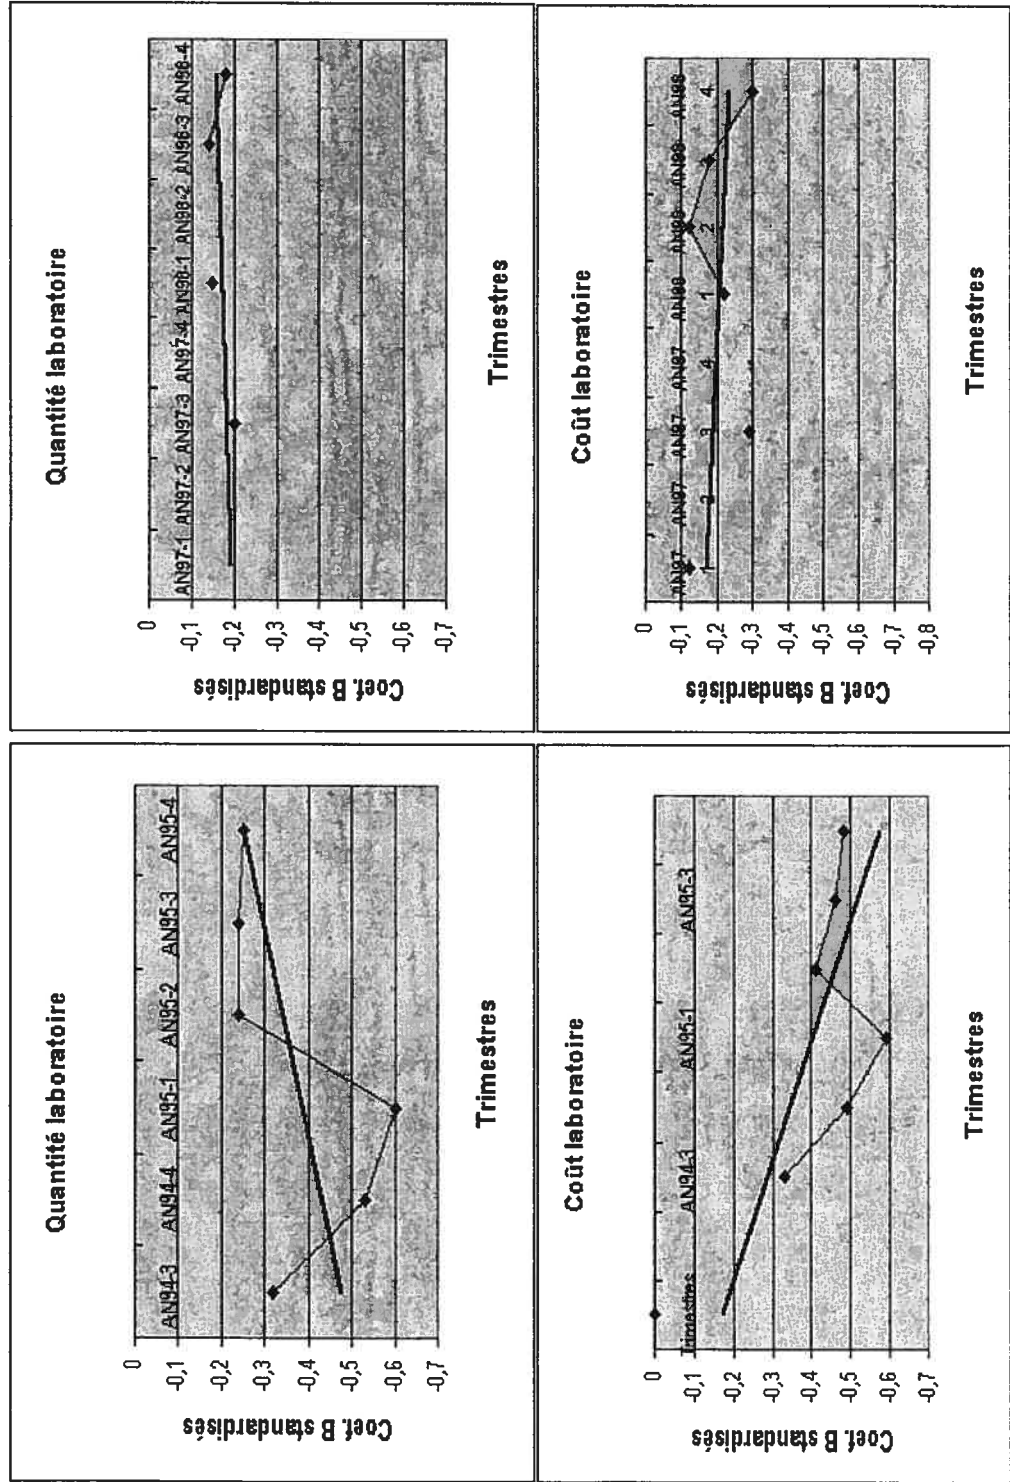 Quantité laboratoire
AN94-3 AN94-4 AN95-1 AN95-2 AN95-3 AN95-4
0
-0,1
-0,2
-0,3
-0,4
-0,5
-0,6
-0,7
Coef. B standardisés
Trimestres
Quantité laboratoire
AN97-1 AN97-2 AN97-3 AN97-4 AN98-1 AN98-2 AN98-3 AN98-4
0
-0,1
-0,2
-0,3
-0,4
-0,5
-0,6
-0,7
Coef. B standardisés
Trimestres
Coût laboratoire
Trimestres AN94-3 AN95-1 AN95-3
0
-0,1
-0,2
-0,3
-0,4
-0,5
-0,6
-0,7
Coef. B standardisés
Trimestres
Coût laboratoire
AN97 AN97 AN97 AN97 AN98 AN98 AN98 AN98
1 2 3 4 1 2 3 4
0
-0,1
-0,2
-0,3
-0,4
-0,5
-0,6
-0,7
-0,8
Coef. B standardisés
Trimestres